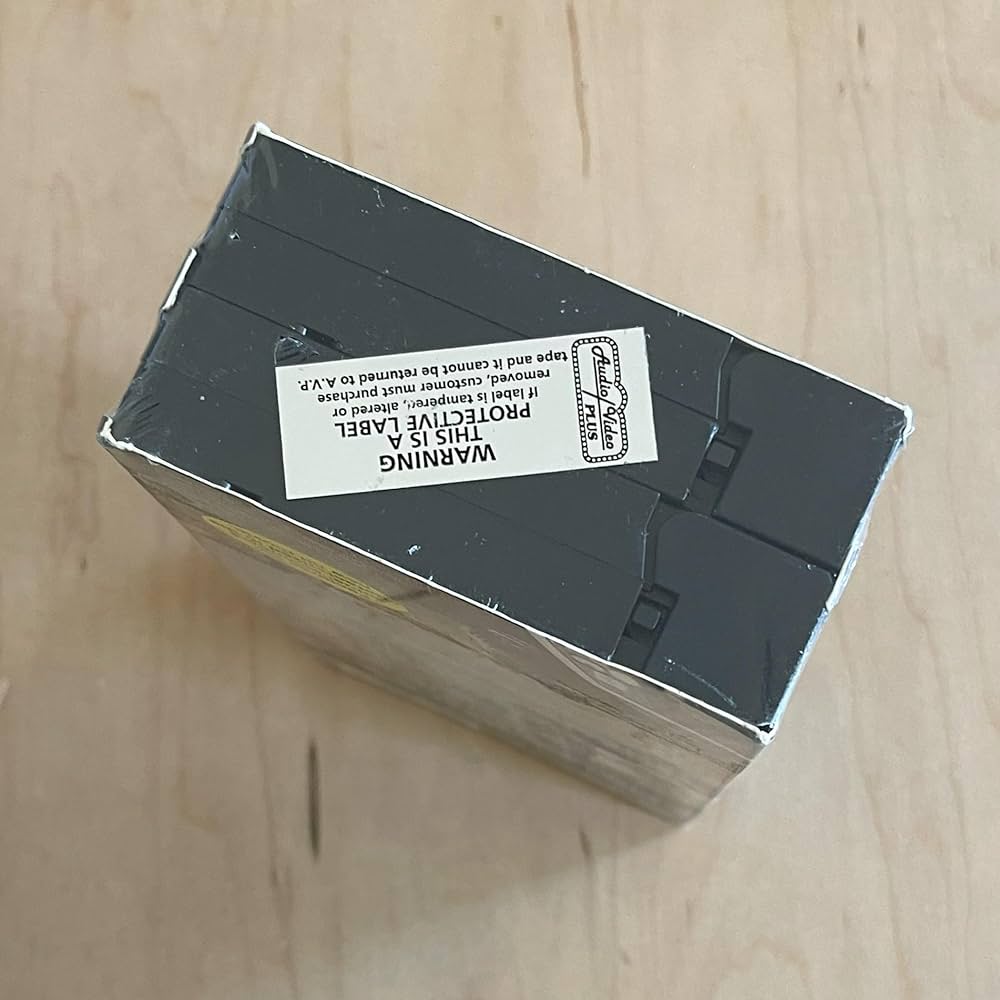 Audio Video
PLUS
WARNING
THIS IS A
PROTECTIVE LABEL
If label is tampered, altered or
removed, customer must purchase
tape and it cannot be returned to A.V.P.